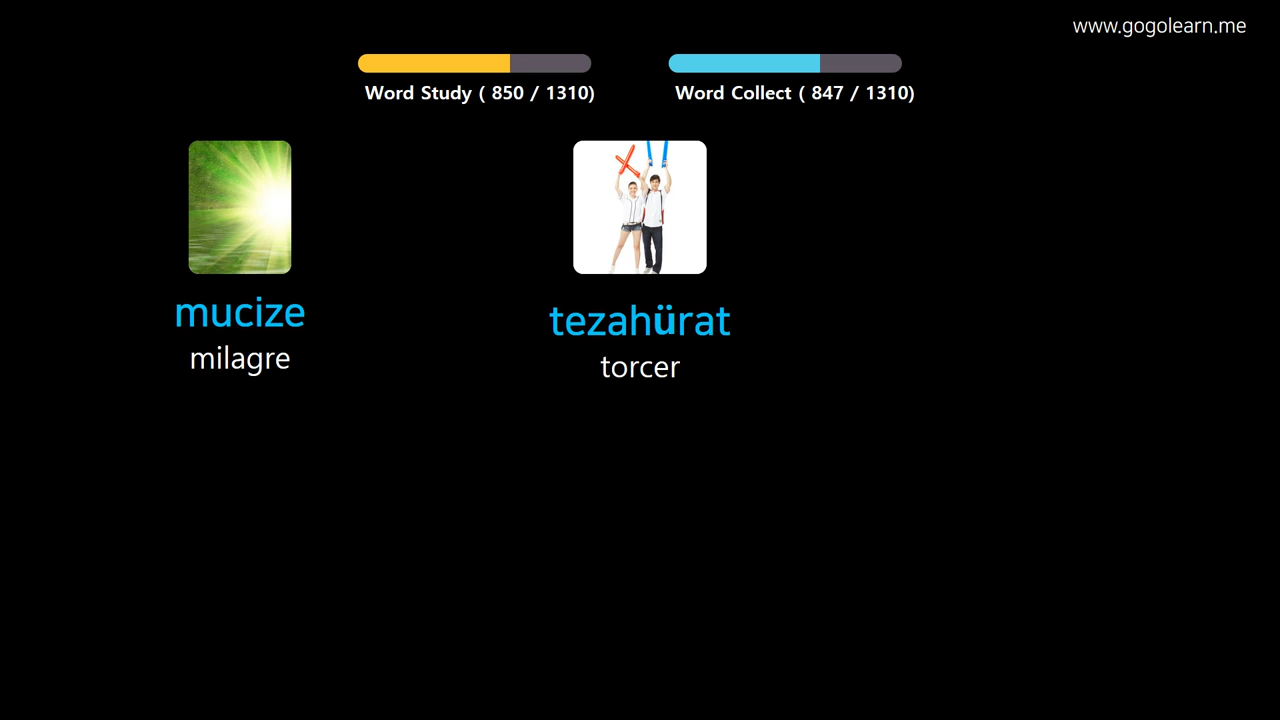 www.gogolearn.me
Word Study ( 850 / 1310)
Word Collect ( 847 / 1310)
mucize
milagre
tezahürat
torcer